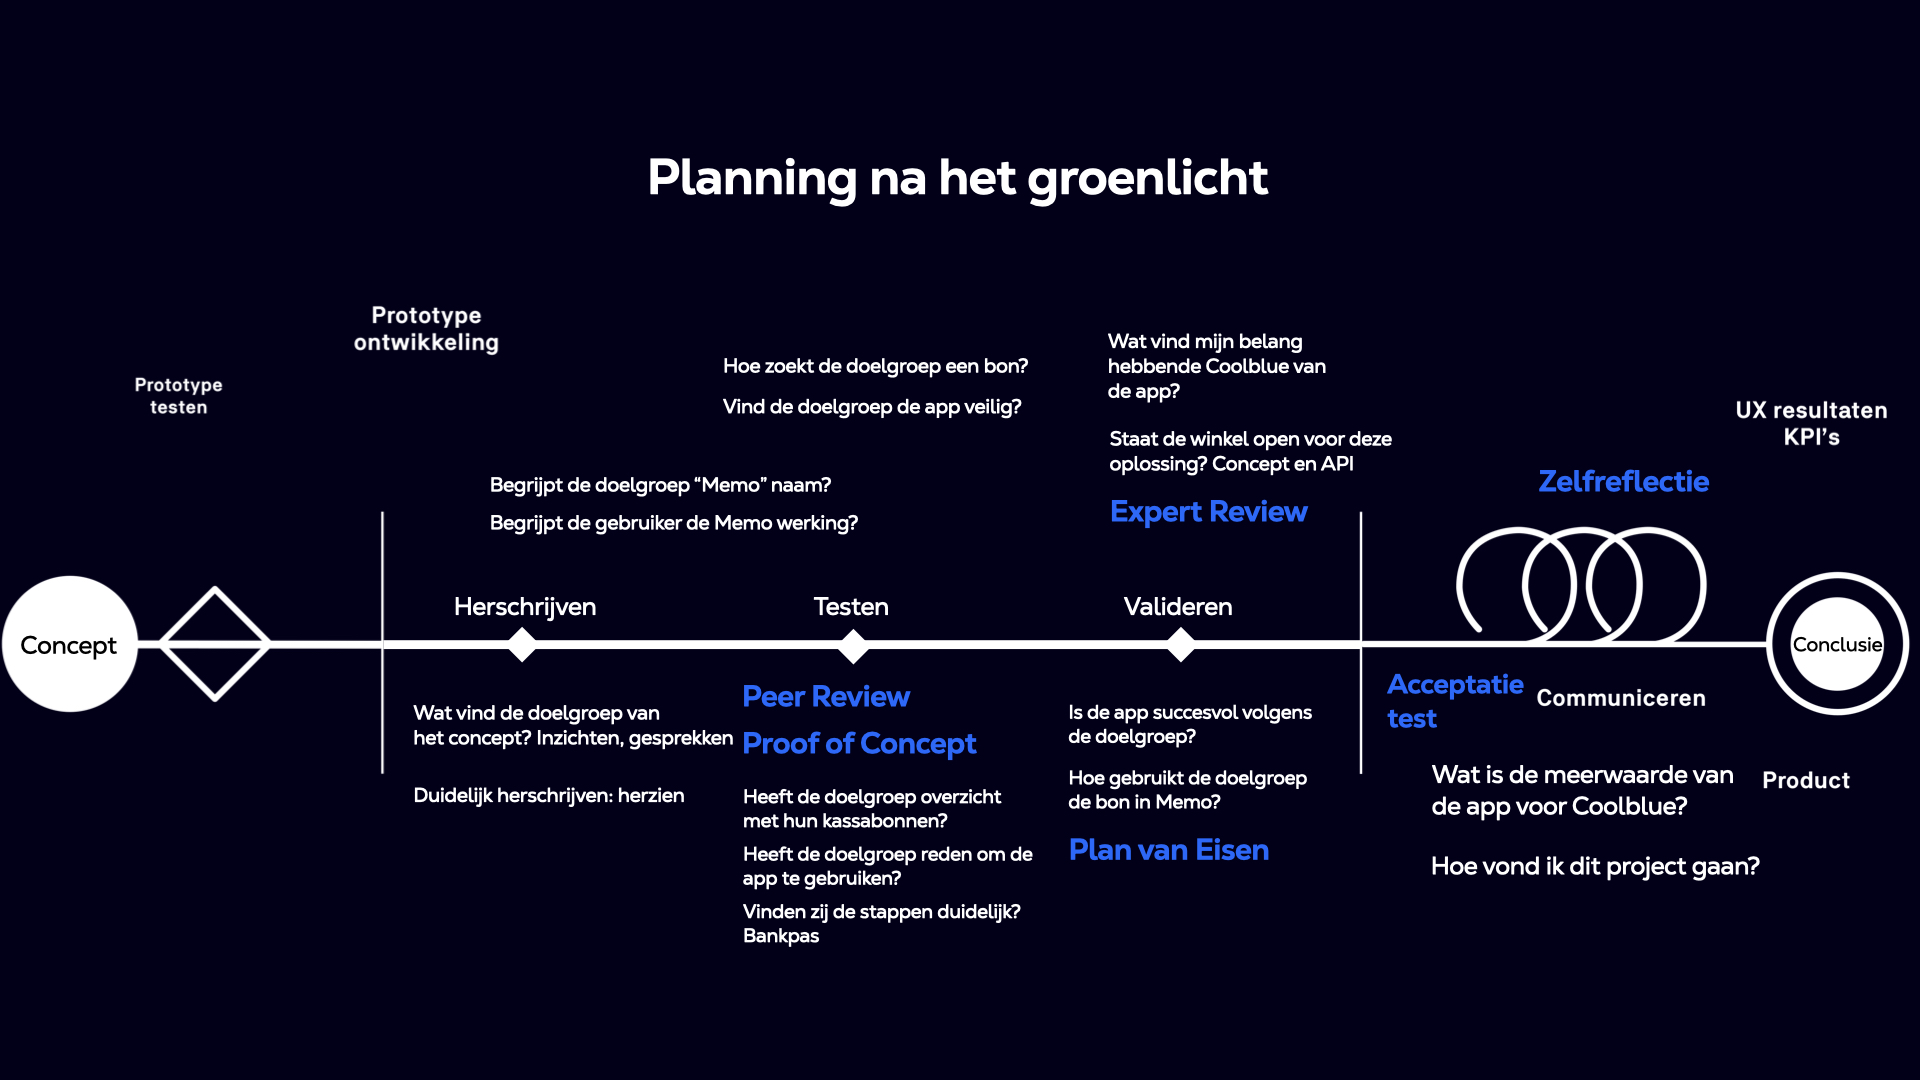 Planning na het groenlicht
Prototype
ontwikkeling
Prototype
testen
Hoe zoekt de doelgroep een bon?
Vind de doelgroep de app veilig?
Wat vind mijn belang
hebbende Coolblue van
de app?
Staat de winkel open voor deze
oplossing? Concept en API
Expert Review
UX resultaten
KPI’s
Zelfreflectie
Begrijpt de doelgroep “Memo” naam?
Begrijpt de gebruiker de Memo werking?
Herschrijven
Testen
Valideren
Concept
Conclusie
Wat vind de doelgroep van
het concept? Inzichten, gesprekken
Duidelijk herschrijven: herzien
Peer Review
Proof of Concept
Heeft de doelgroep overzicht
met hun kassabonnen?
Heeft de doelgroep reden om de
app te gebruiken?
Vinden zij de stappen duidelijk?
Bankpas
Is de app succesvol volgens
de doelgroep?
Hoe gebruikt de doelgroep
de bon in Memo?
Plan van Eisen
Acceptatie
test
Communiceren
Wat is de meerwaarde van
de app voor Coolblue?
Hoe vond ik dit project gaan?
Product